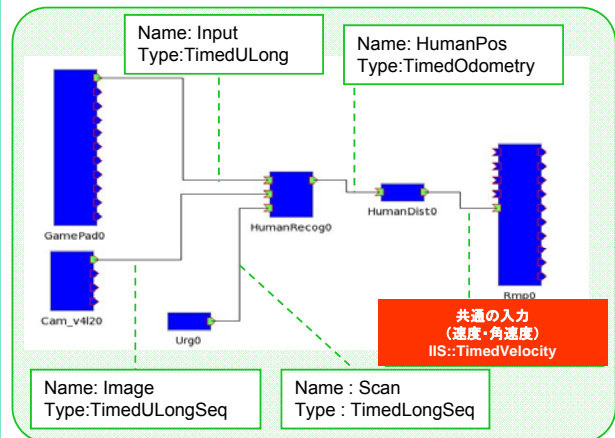 Name: Input
Type:TimedULong
Name: HumanPos
Type:TimedOdometry
GamePad0
HumanRecog0
HumanDist0
Rmp0
Cam_v4l20
Urg0
共通の入力
(速度・角速度)
IIS::TimedVelocity
Name: Image
Type:TimedULongSeq
Name : Scan
Type : TimedLongSeq